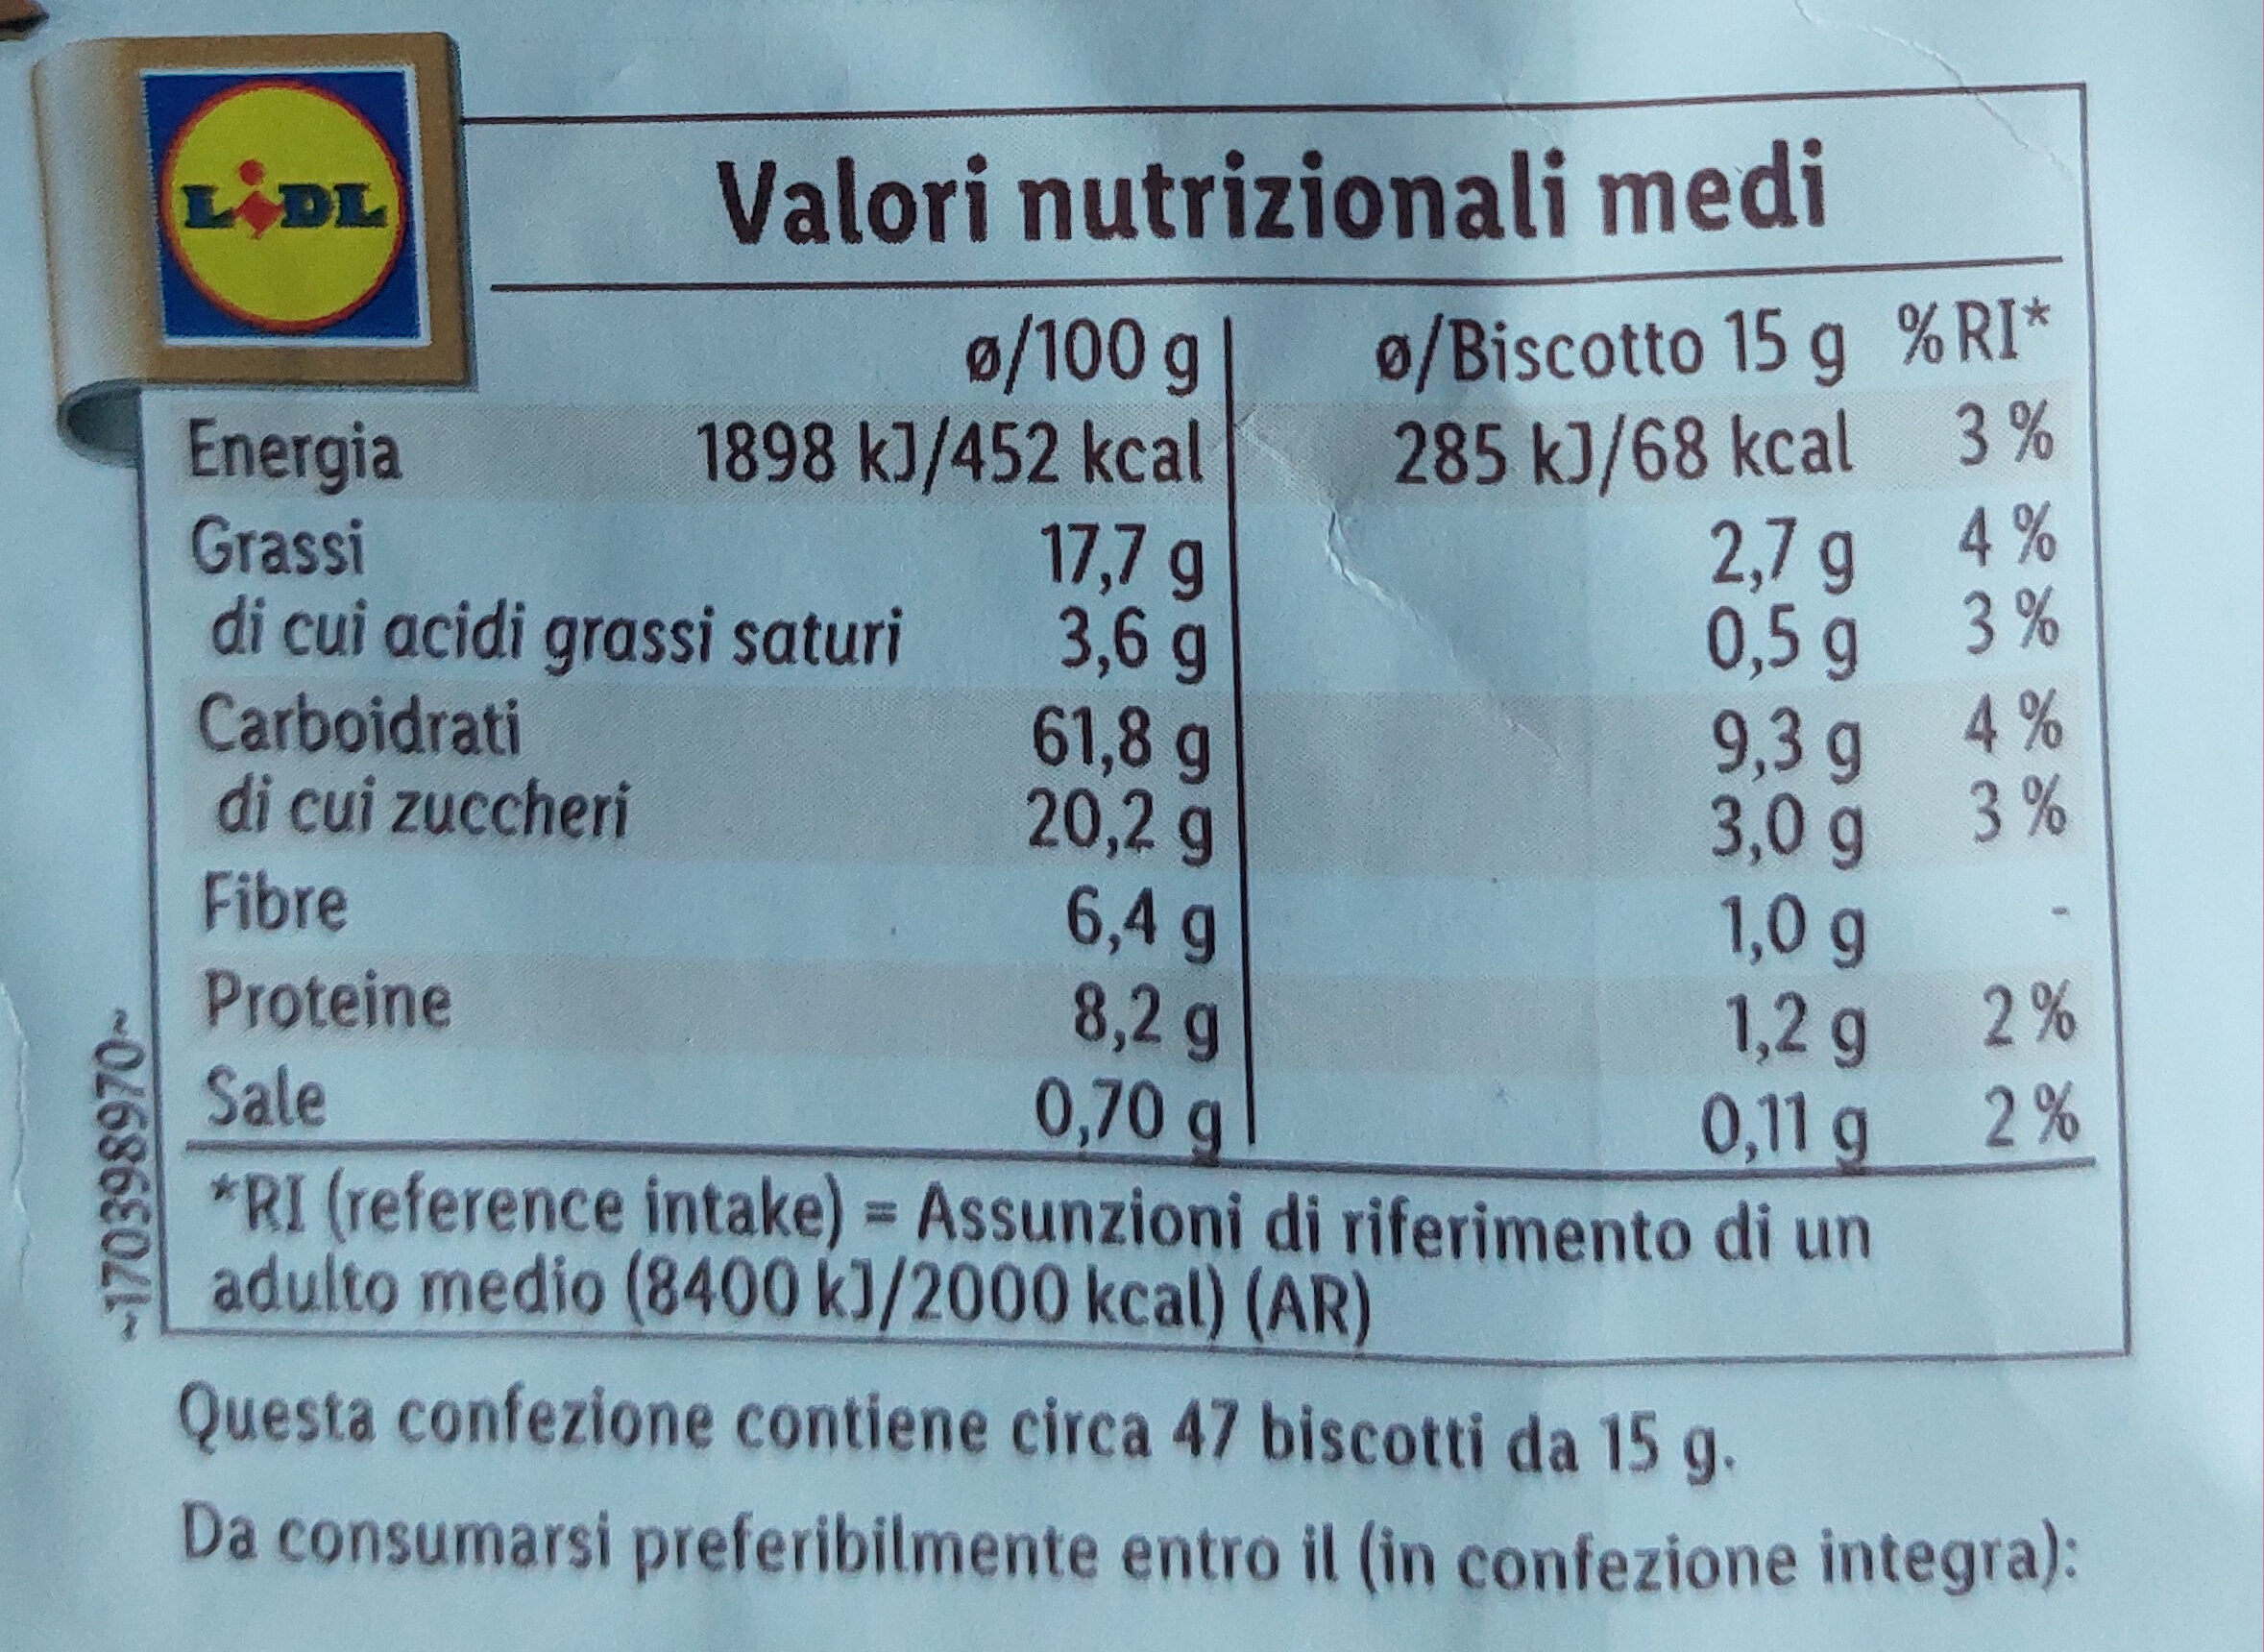 LIDL
Valori nutrizionali medi
ø/100 g ø/Biscotto 15 g %RI*
Energia 1898 kJ/452 kcal 285 kJ/68 kcal 3 %
Grassi 17,7 g 2,7 g 4 %
di cui acidi grassi saturi 3,6 g 0,5 g 3 %
Carboidrati 61,8 g 9,3 g 4 %
di cui zuccheri 20,2 g 3,0 g 3 %
Fibre 6,4 g 1,0 g -
Proteine 8,2 g 1,2 g 2 %
Sale 0,70 g 0,11 g 2 %
*RI (reference intake) = Assunzioni di riferimento di un
adulto medio (8400 kJ/2000 kcal) (AR)
~1703986970~
Questa confezione contiene circa 47 biscotti da 15 g.
Da consumarsi preferibilmente entro il (in confezione integra):